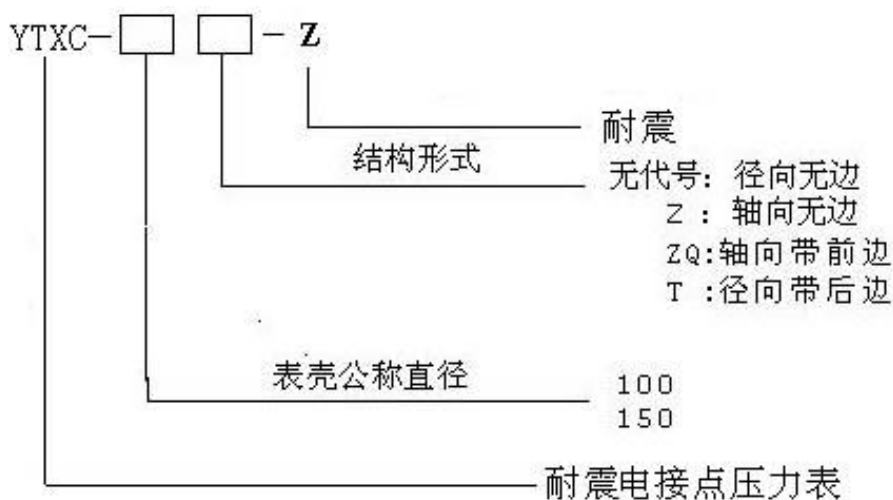 YTXC-□ □-Z
耐震
结构形式
无代号: 径向无边
Z : 轴向无边
ZQ:轴向带前边
T :径向带后边
表壳公称直径
100
150
耐震电接点压力表